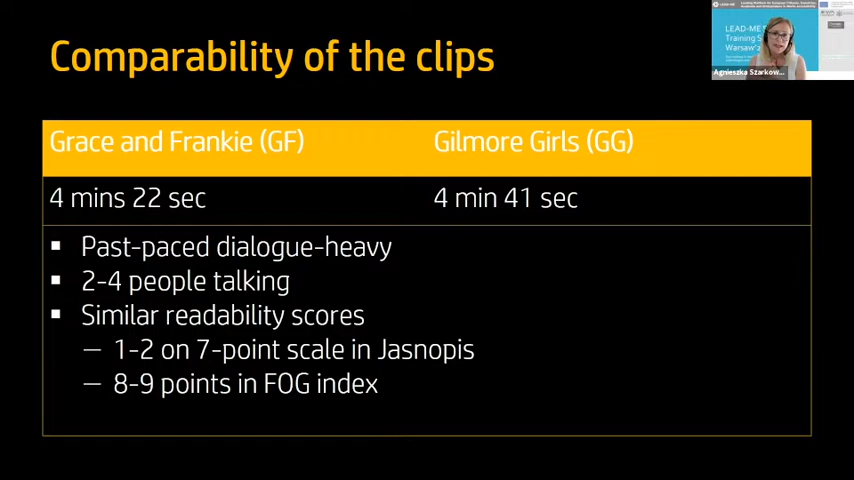 Comparability of the clips
Grace and Frankie (GF)
Gilmore Girls (GG)
4 mins 22 sec
4 min 41 sec
▪ Past-paced dialogue-heavy
▪ 2-4 people talking
▪ Similar readability scores
– 1-2 on 7-point scale in Jasnopis
– 8-9 points in FOG index
LEAD-ME
Training S
Warsaw'2
Agnieszka Szarkow...